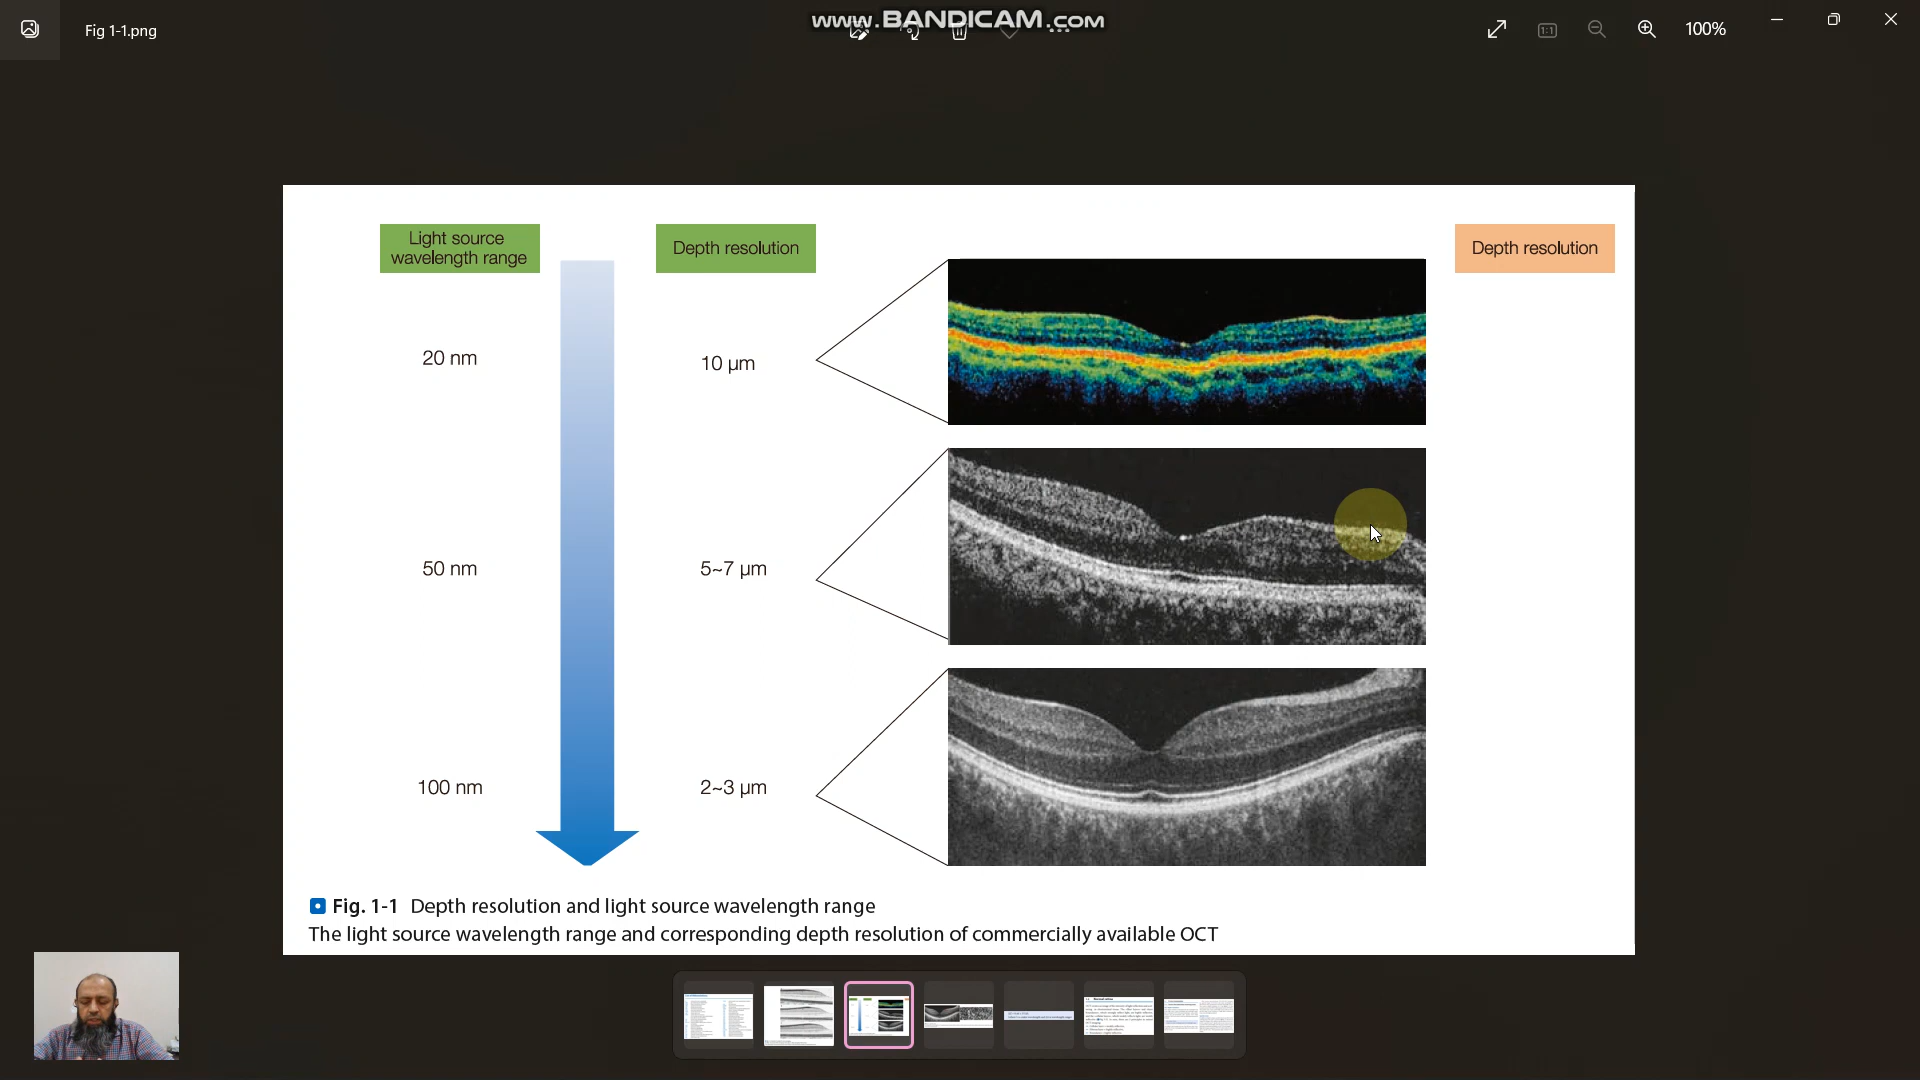 www.BANDICAM.com
Fig 1-1.png
100%
Light source
wavelength range
Depth resolution
Depth resolution
20 nm
10 µm
50 nm
5~7 µm
100 nm
2~3 µm
Fig. 1-1 Depth resolution and light source wavelength range
The light source wavelength range and corresponding depth resolution of commercially available OCT